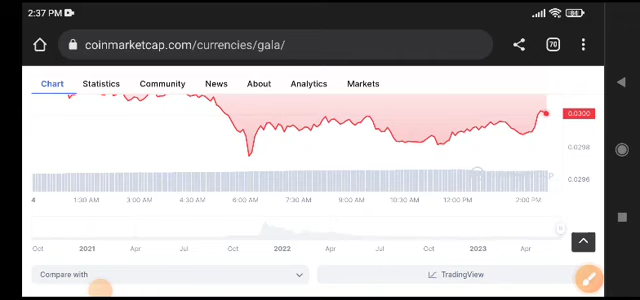 2:37 PM
coinmarketcap.com/currencies/gala/
70
Chart Statistics Community News About Analytics Markets
0.0300
0.0298
0.0296
4 1:30 AM 3:00 AM 4:30 AM 6:00 AM 7:30 AM 9:00 AM 10:30 AM 12:00 PM 2:00 PM
Oct 2021 Apr Jul Oct 2022 Apr Jul Oct 2023 Apr
Compare with
TradingView